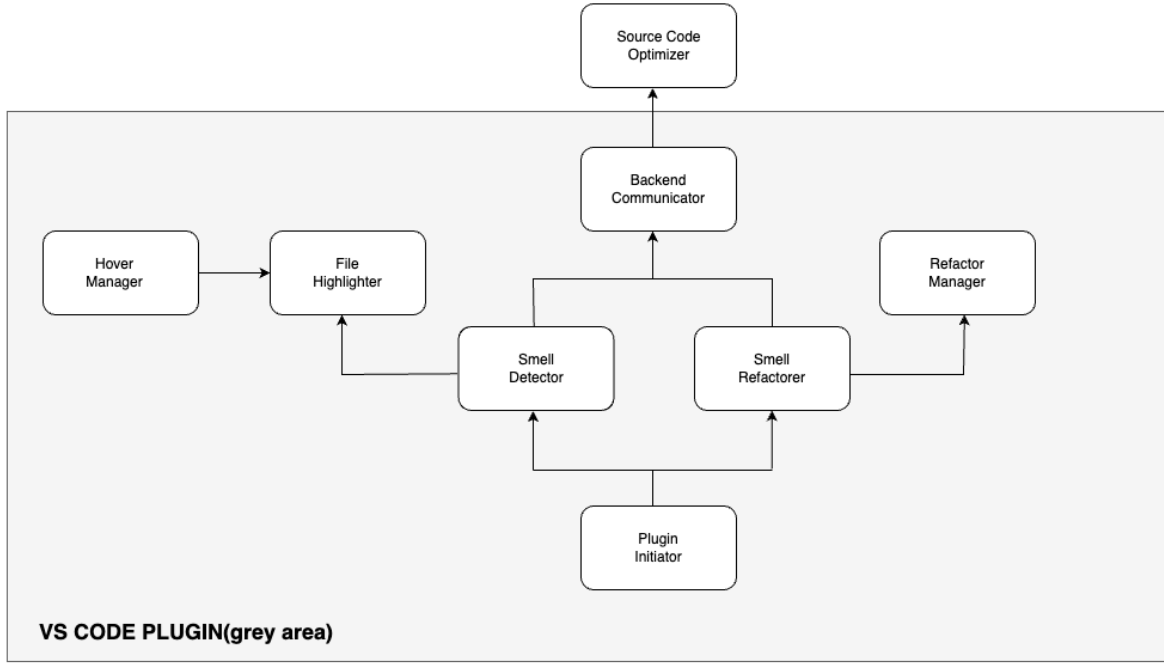 Source Code
Optimizer
Backend
Communicator
Hover
Manager
File
Highlighter
Refactor
Manager
Smell
Detector
Smell
Refactorer
Plugin
Initiator
VS CODE PLUGIN(grey area)